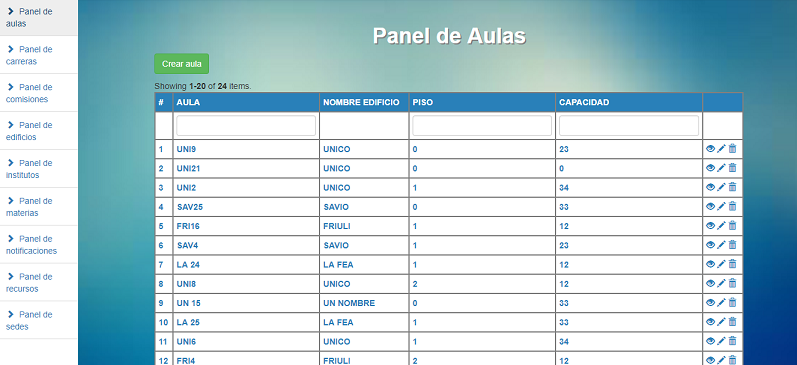 Panel de
aulas
Panel de
carreras
Panel de
comisiones
Panel de
edificios
Panel de
institutos
Panel de
materias
Panel de
notificaciones
Panel de
recursos
Panel de
sedes
Panel de Aulas
Crear aula
Showing 1-20 of 24 items.
# AULA NOMBRE EDIFICIO PISO CAPACIDAD
1 UNI9 UNICO 0 23
2 UNI21 UNICO 0 0
3 UNI2 UNICO 1 34
4 SAV25 SAVIO 0 33
5 FRI16 FRIULI 1 12
6 SAV4 SAVIO 1 23
7 LA 24 LA FEA 1 12
8 UNI8 UNICO 2 12
9 UN 15 UN NOMBRE 0 33
10 LA 25 LA FEA 1 33
11 UNI6 UNICO 1 34
12 FRI4 FRIULI 2 12